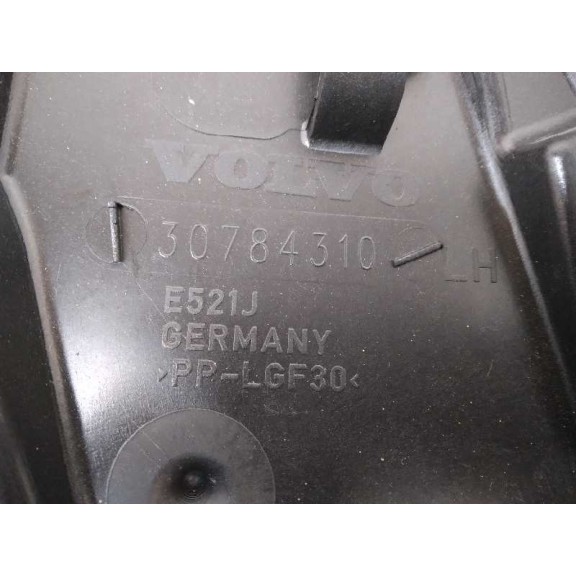 VOLVO
30784310
LH
E521J
GERMANY
>PP-LGF30<